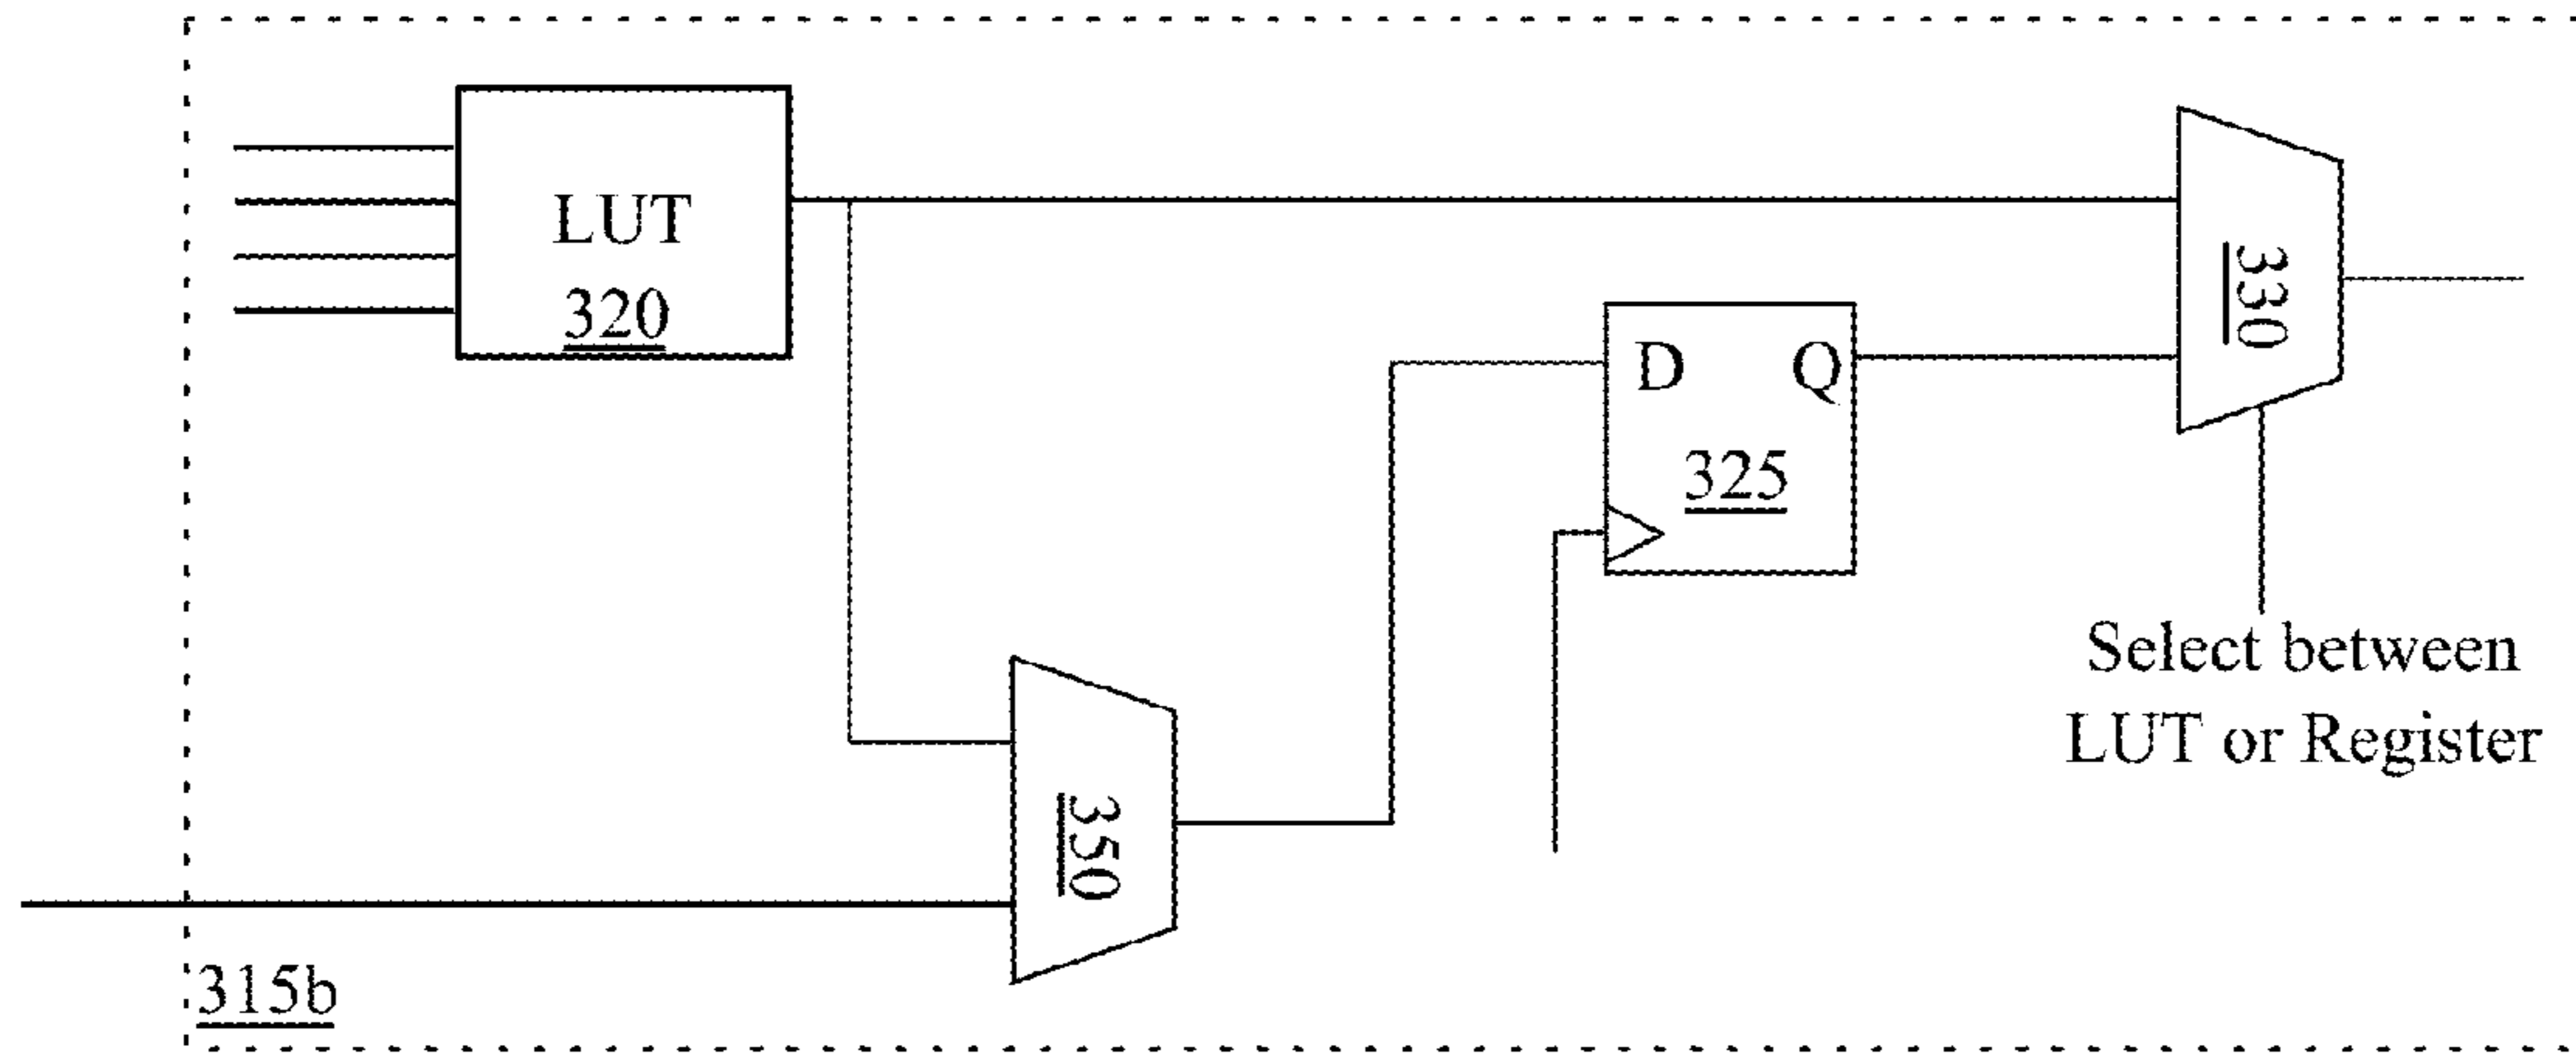 LUT
320
330
D Q
325
Select between
LUT or Register
350
315b